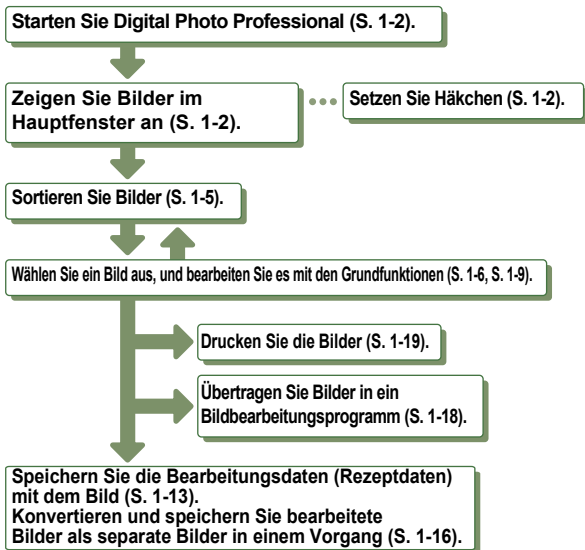 Starten Sie Digital Photo Professional (S. 1-2).
Zeigen Sie Bilder im
Hauptfenster an (S. 1-2).
Setzen Sie Häkchen (S. 1-2).
Sortieren Sie Bilder (S. 1-5).
Wählen Sie ein Bild aus, und bearbeiten Sie es mit den Grundfunktionen (S. 1-6, S. 1-9).
Drucken Sie die Bilder (S. 1-19).
Übertragen Sie Bilder in ein
Bildbearbeitungsprogramm (S. 1-18).
Speichern Sie die Bearbeitungsdaten (Rezeptdaten)
mit dem Bild (S. 1-13).
Konvertieren und speichern Sie bearbeitete
Bilder als separate Bilder in einem Vorgang (S. 1-16).